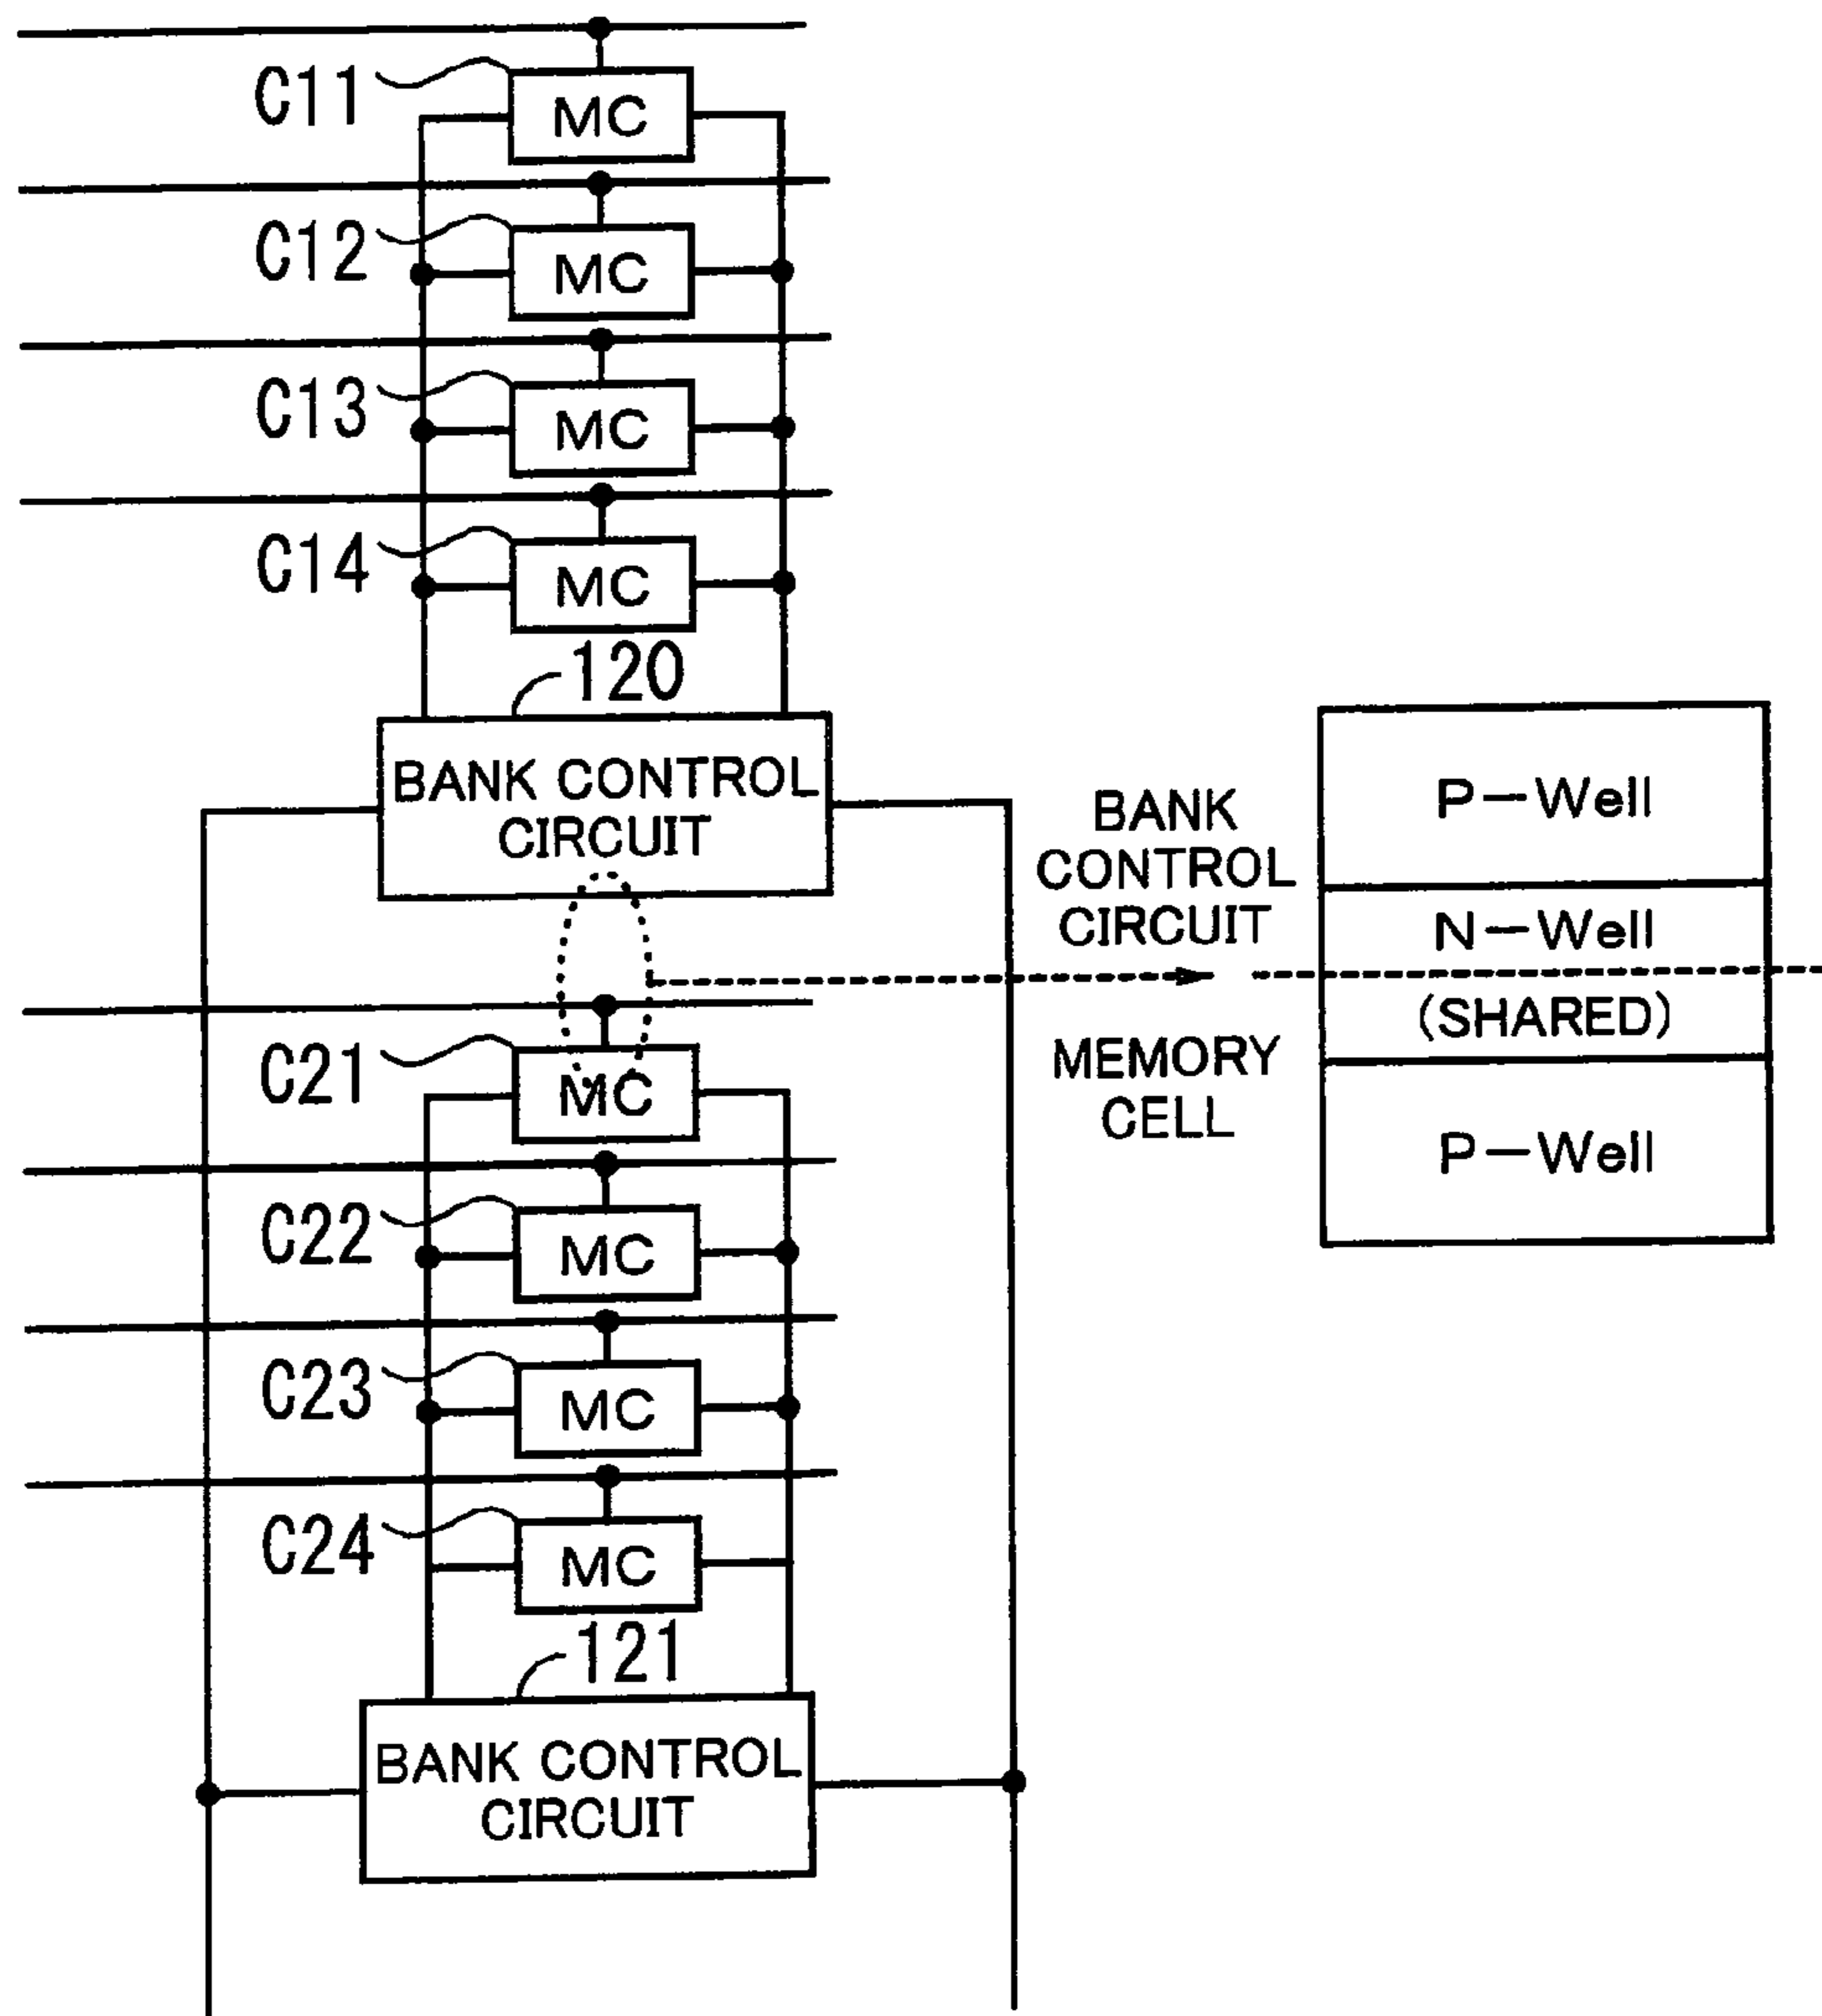 C11
MC
C12
MC
C13
MC
C14
MC
120
BANK CONTROL
CIRCUIT
BANK
CONTROL
CIRCUIT
P-Well
N-Well
(SHARED)
P-Well
MEMORY
CELL
C21
MC
C22
MC
C23
MC
C24
MC
121
BANK CONTROL
CIRCUIT